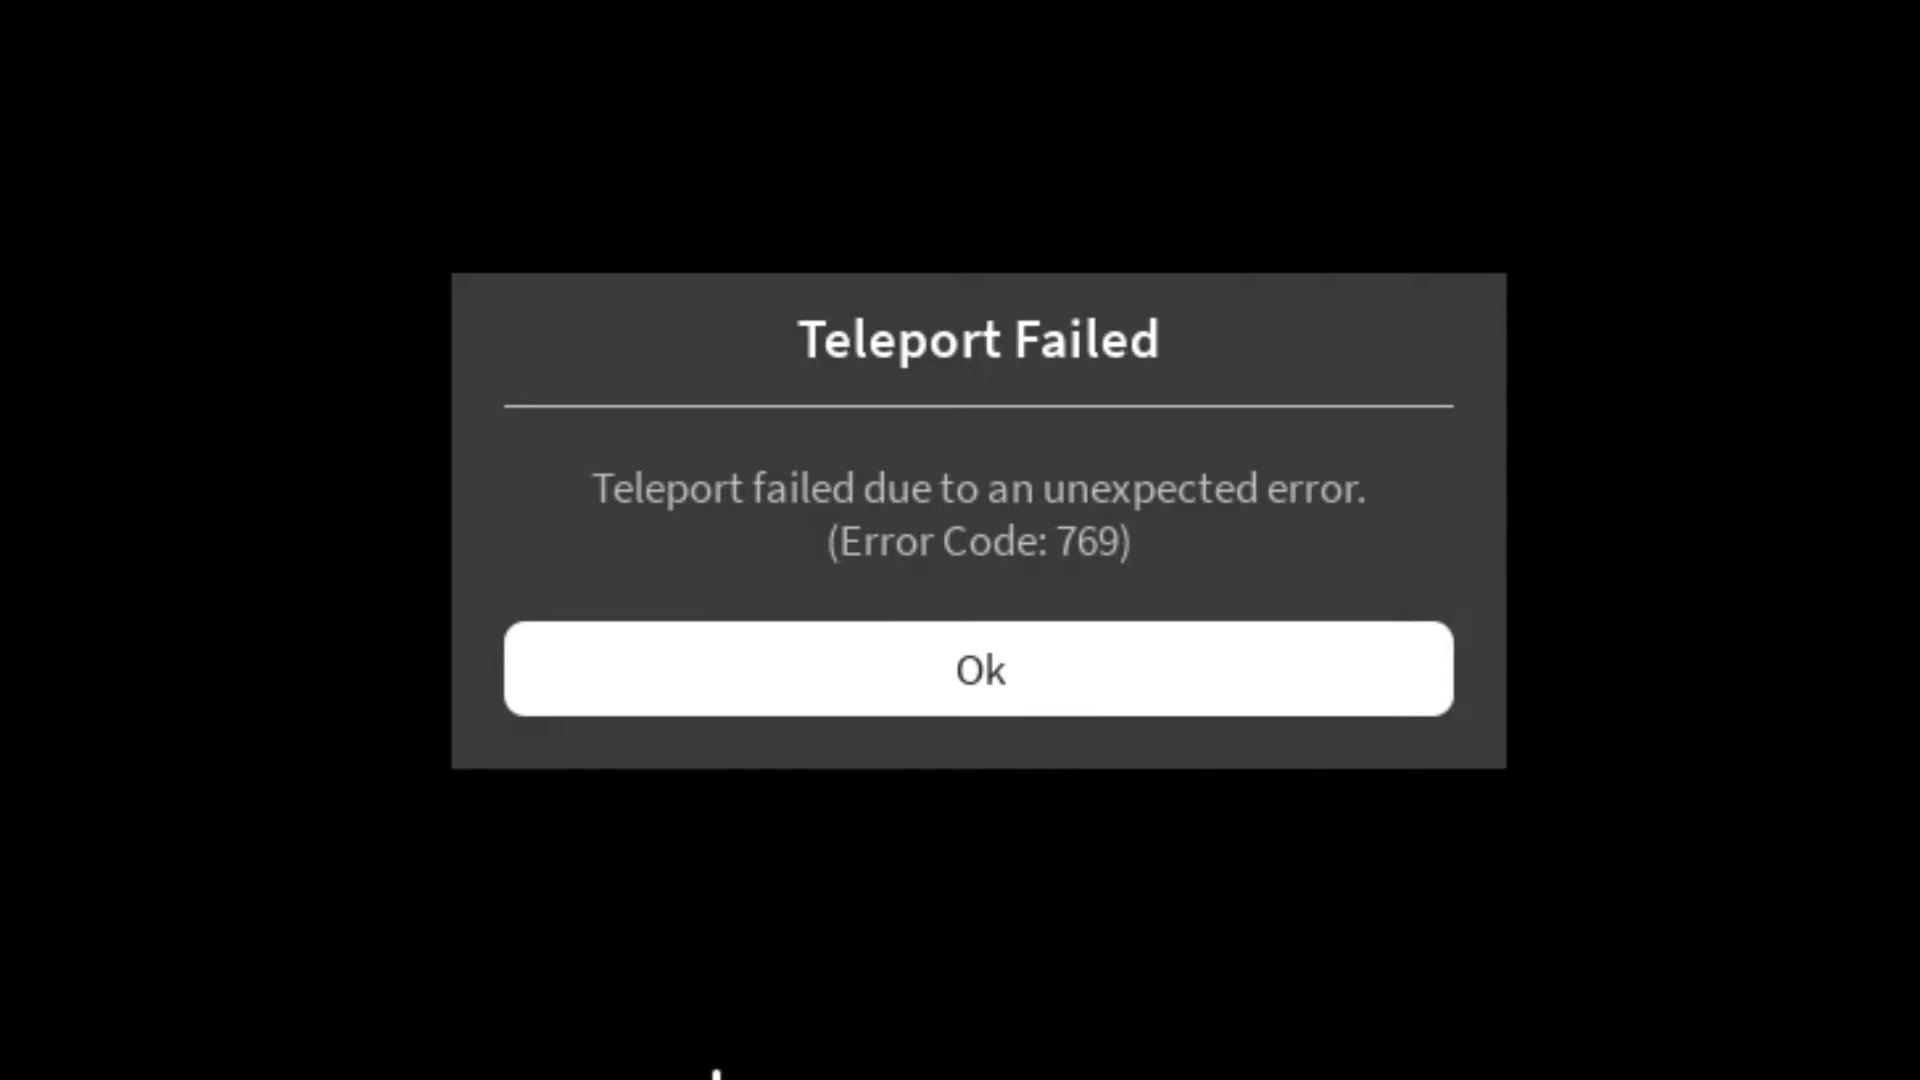 Teleport Failed
Teleport failed due to an unexpected error.
(Error Code: 769)
Ok